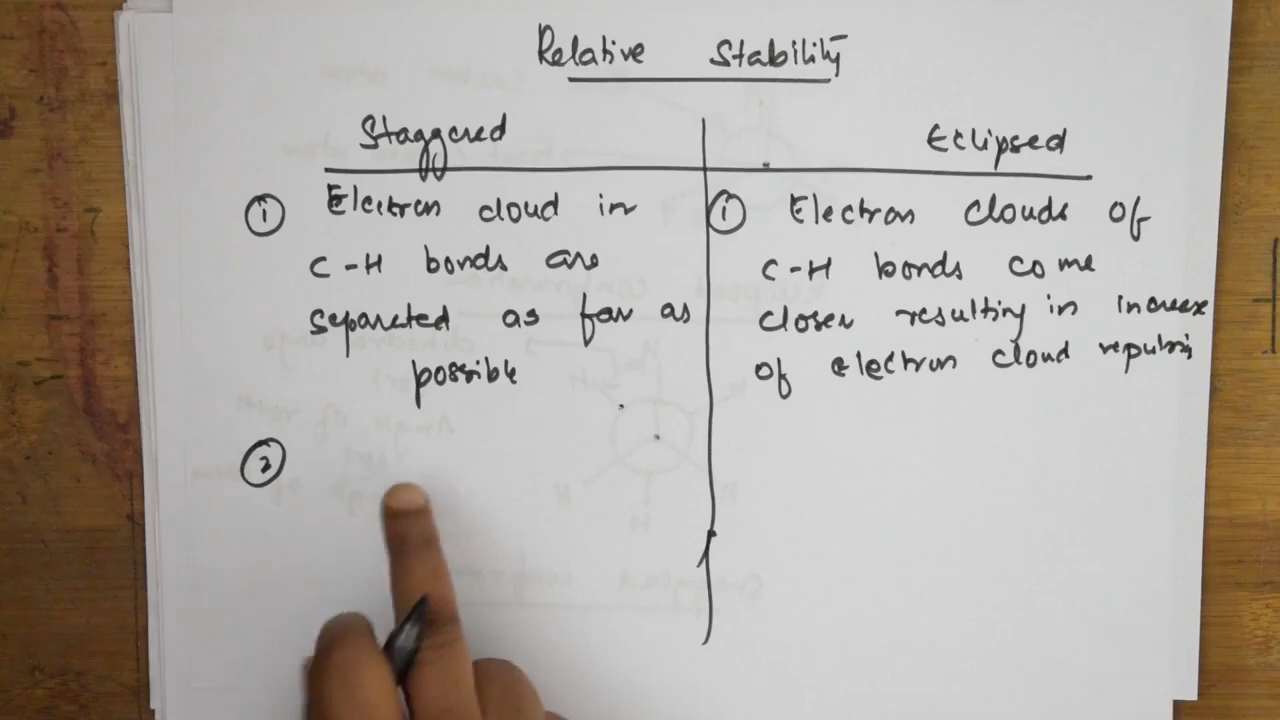 Relative Stability
Staggered
Eclipsed
① Electron cloud in
C-H bonds are
separated as far as
possible
②
① Electron clouds of
C-H bonds come
closer resulting in increase
of electron cloud repulsion